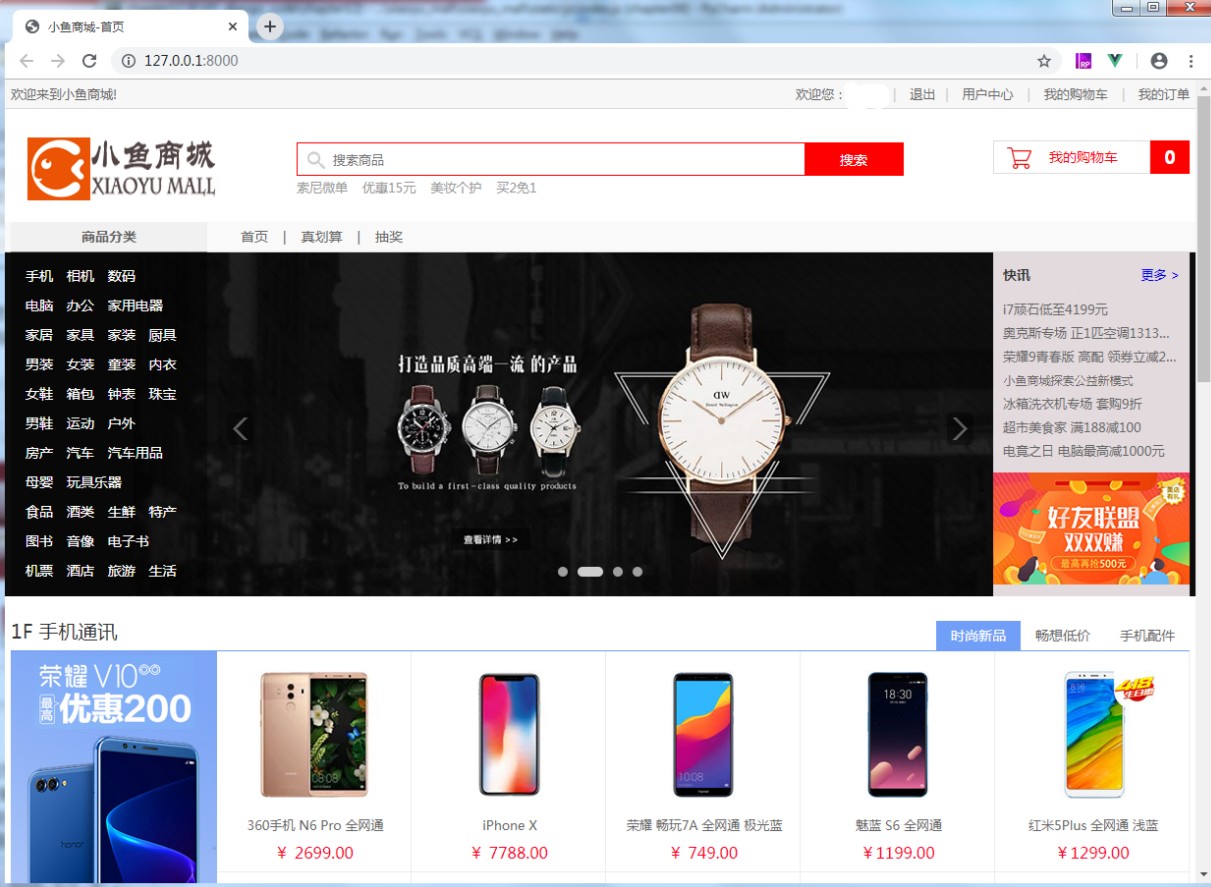 小鱼商城-首页
127.0.0.1:8000
欢迎来到小鱼商城!
欢迎您： | 退出 | 用户中心 | 我的购物车 | 我的订单
小鱼商城
XIAOYU MALL
搜索商品
搜索
我的购物车 0
索尼微单 优惠15元 美妆个护 买2免1
商品分类 首页 | 真划算 | 抽奖
手机 相机 数码
电脑 办公 家用电器
家居 家具 家装 厨具
男装 女装 童装 内衣
女鞋 箱包 钟表 珠宝
男鞋 运动 户外
房产 汽车 汽车用品
母婴 玩具乐器
食品 酒类 生鲜 特产
图书 音像 电子书
机票 酒店 旅游 生活
打造品质高端一流 的产品
To build a first-class quality products
查看详情 >>
DW
Daniel Wellington
快讯 更多 >
i7顽石低至4199元
奥克斯专场 正1匹空调1313...
荣耀9青春版 高配 领券立减2...
小鱼商城探索公益新模式
冰箱洗衣机专场 套购9折
超市美食家 满188减100
电竟之日 电脑最高减1000元
好友联盟
双双赚
最高再抢500元
1F 手机通讯
时尚新品 畅想低价 手机配件
荣耀 V10
最高优惠200
honor
08:08
10:08
18:30
360手机 N6 Pro 全网通
¥ 2699.00
iPhone X
¥ 7788.00
荣耀 畅玩7A 全网通 极光蓝
¥ 749.00
魅蓝 S6 全网通
¥1199.00
红米5Plus 全网通 浅蓝
¥1299.00